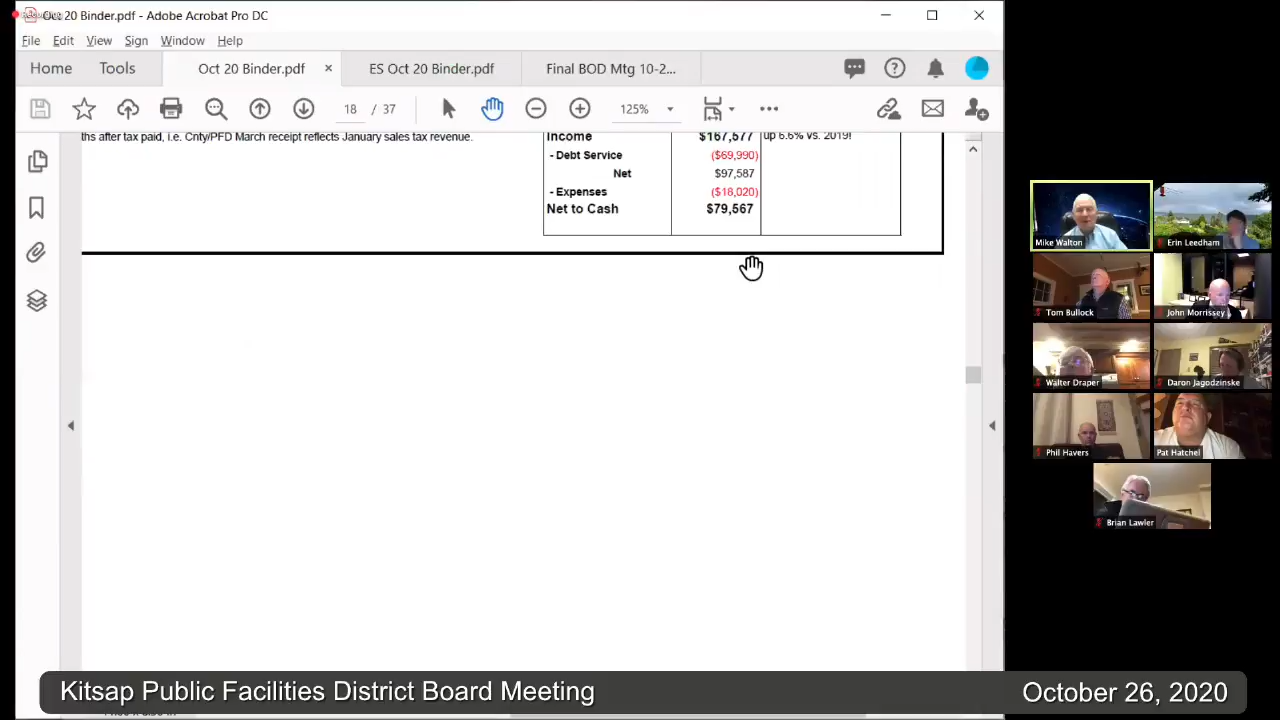 Oct 20 Binder.pdf - Adobe Acrobat Pro DC
File Edit View Sign Window Help
Home Tools Oct 20 Binder.pdf × ES Oct 20 Binder.pdf Final BOD Mtg 10-2...
18 / 37 125%
ths after tax paid, i.e. Cnty/PFD March receipt reflects January sales tax revenue.
Income $167,577 up 6.6% vs. 2019!
- Debt Service ($69,990)
Net $97,587
- Expenses ($18,020)
Net to Cash $79,567
Mike Walton Erin Leedham
Tom Bullock John Morrissey
Walter Draper Daron Jagodzinske
Phil Havers Pat Hatchel
Brian Lawler
Kitsap Public Facilities District Board Meeting October 26, 2020